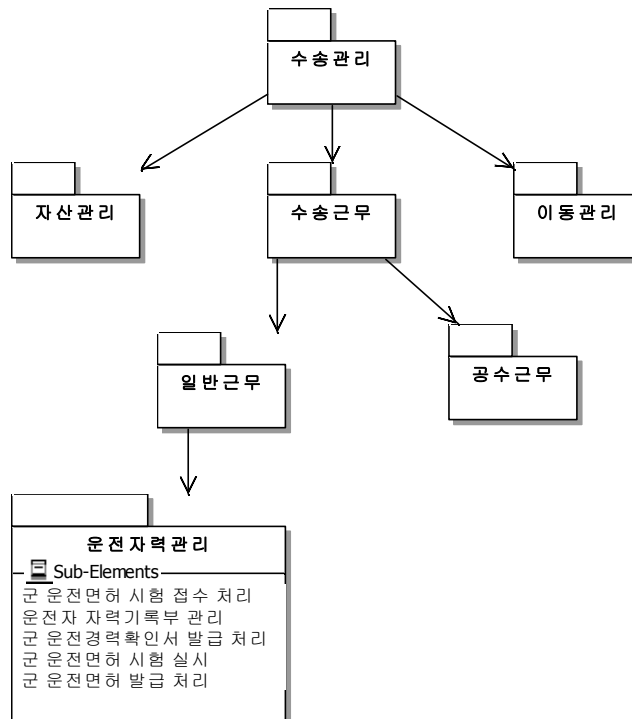 수송관리
자산관리
수송근무
이동관리
일반근무
공수근무
운전자력관리
Sub-Elements
군 운전면허 시험 접수 처리
운전자 자력기록부 관리
군 운전경력확인서 발급 처리
군 운전면허 시험 실시
군 운전면허 발급 처리